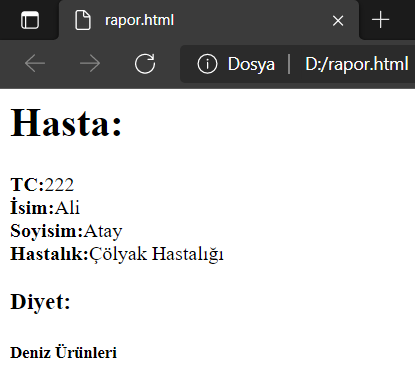 rapor.html
Dosya | D:/rapor.html
Hasta:
TC:222
İsim:Ali
Soyisim:Atay
Hastalık:Çölyak Hastalığı
Diyet:
Deniz Ürünleri